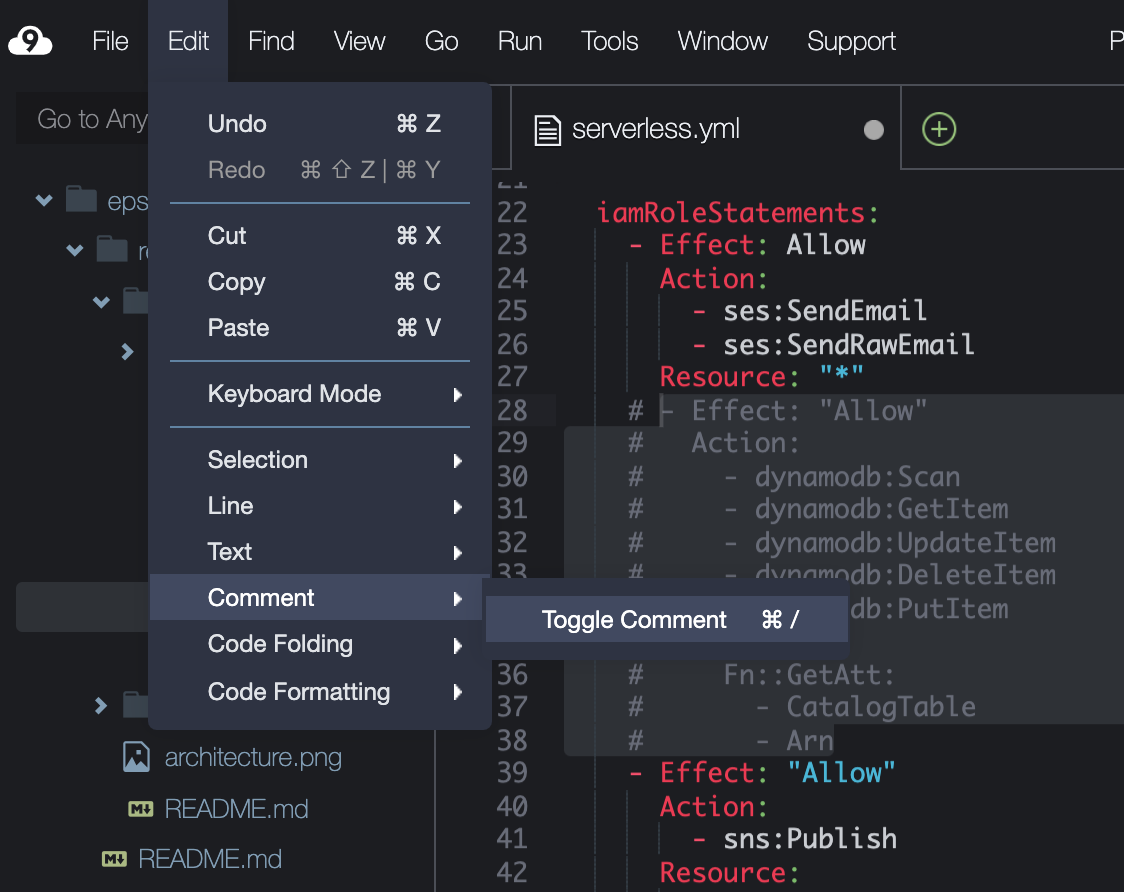 9 File Edit Find View Go Run Tools Window Support P
Go to Any
serverless.yml
Undo ⌘ Z
Redo ⌘ ⇧ Z | ⌘ Y
Cut ⌘ X
Copy ⌘ C
Paste ⌘ V
Keyboard Mode
Selection
Line
Text
Comment
Code Folding
Code Formatting
Toggle Comment ⌘ /
eps
architecture.png
README.md
README.md
21
22 iamRoleStatements:
23 - Effect: Allow
24 Action:
25 - ses:SendEmail
26 - ses:SendRawEmail
27 Resource: "*"
28 # - Effect: "Allow"
29 # Action:
30 # - dynamodb:Scan
31 # - dynamodb:GetItem
32 # - dynamodb:UpdateItem
33 # - dynamodb:DeleteItem
db:PutItem
36 # Fn::GetAtt:
37 # - CatalogTable
38 # - Arn
39 - Effect: "Allow"
40 Action:
41 - sns:Publish
42 Resource: